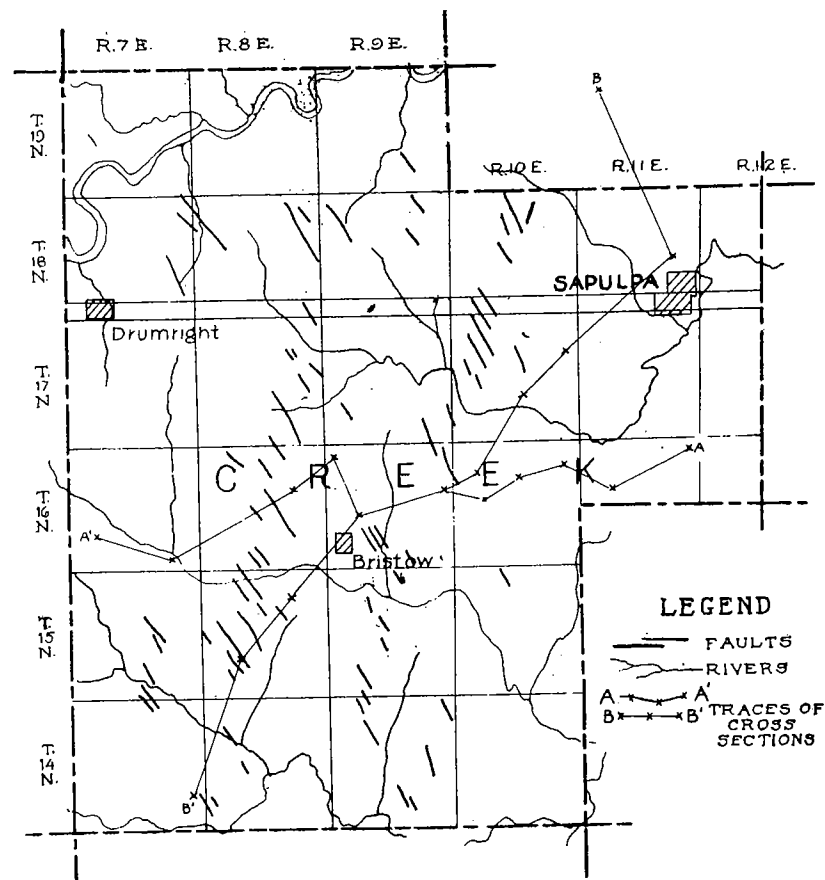 R.7 E. R.8 E. R.9 E.
B
T. 19 N.
R.10 E. R.11 E. R.12 E.
T. 18 N.
SAPULPA
Drumright
T. 17 N
C R E E K
A
T. 16 N.
A'
Bristow
T. 15 N.
T. 14 N.
B'
LEGEND
FAULTS
RIVERS
A A'
B B' TRACES OF
CROSS
SECTIONS